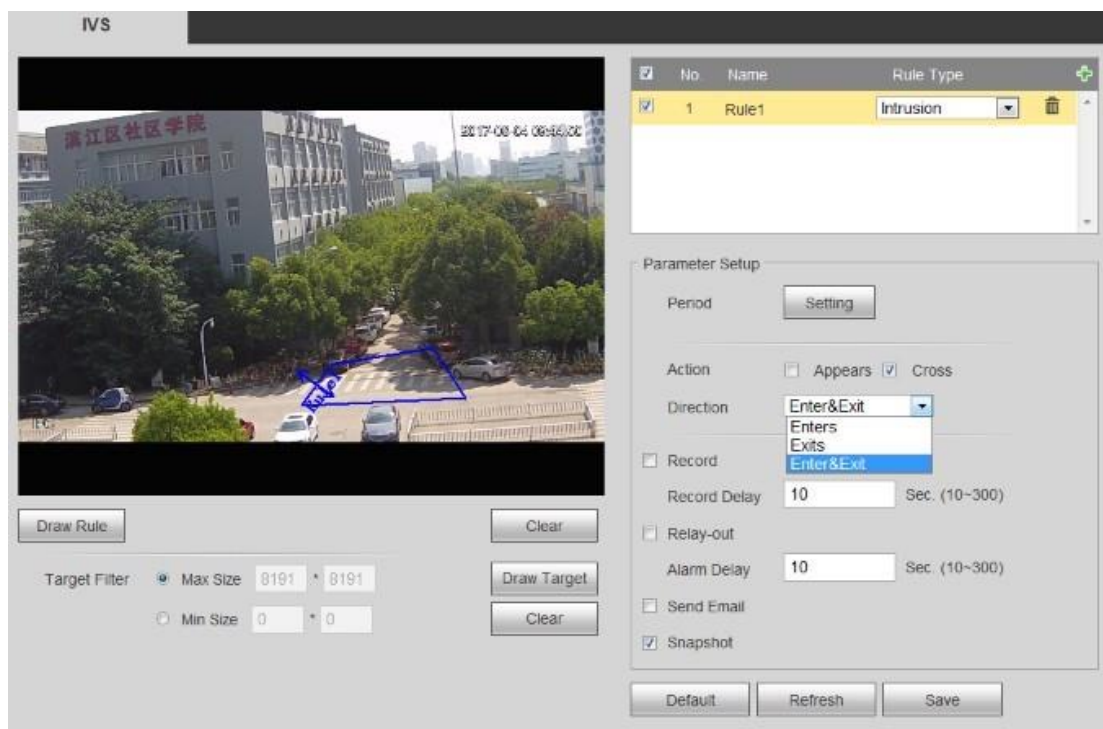 IVS
No. Name Rule Type
1 Rule1 Intrusion
滨江区社区学院
Rule1
IPC
Parameter Setup
Period Setting
Action Appears Cross
Direction Enter&Exit
Enters
Exits
Enter&Exit
Record
Record Delay 10 Sec. (10~300)
Relay-out
Alarm Delay 10 Sec. (10~300)
Send Email
Snapshot
Default Refresh Save
Draw Rule Clear
Target Filter Max Size 8191 * 8191 Draw Target
Min Size 0 * 0 Clear